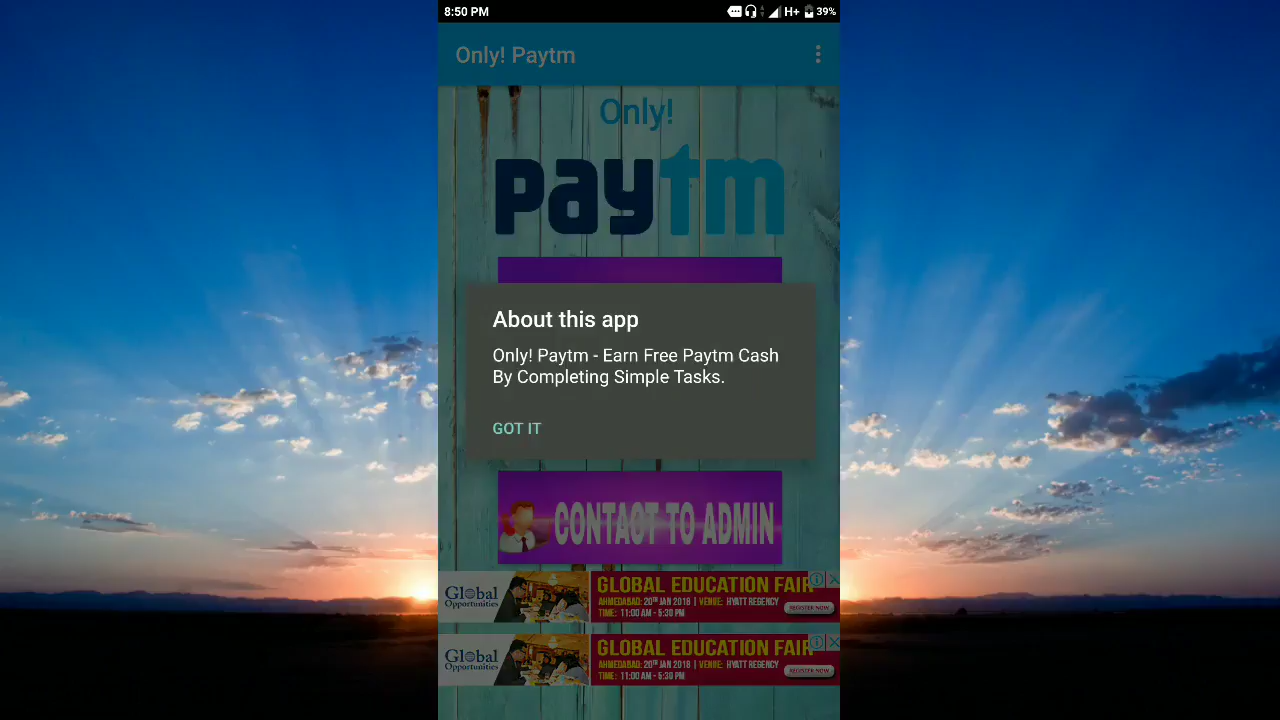 8:50 PM
H+
39%
Only! Paytm
Only!
paytm
About this app
Only! Paytm - Earn Free Paytm Cash
By Completing Simple Tasks.
GOT IT
CONTACT TO ADMIN
Global
Opportunities
GLOBAL EDUCATION FAIR
AHMEDABAD: 20TH JAN 2018 | VENUE: HYATT REGENCY
TIME: 11:00 AM - 5:30 PM
REGISTER NOW
Global
Opportunities
GLOBAL EDUCATION FAIR
AHMEDABAD: 20TH JAN 2018 | VENUE: HYATT REGENCY
TIME: 11:00 AM - 5:30 PM
REGISTER NOW